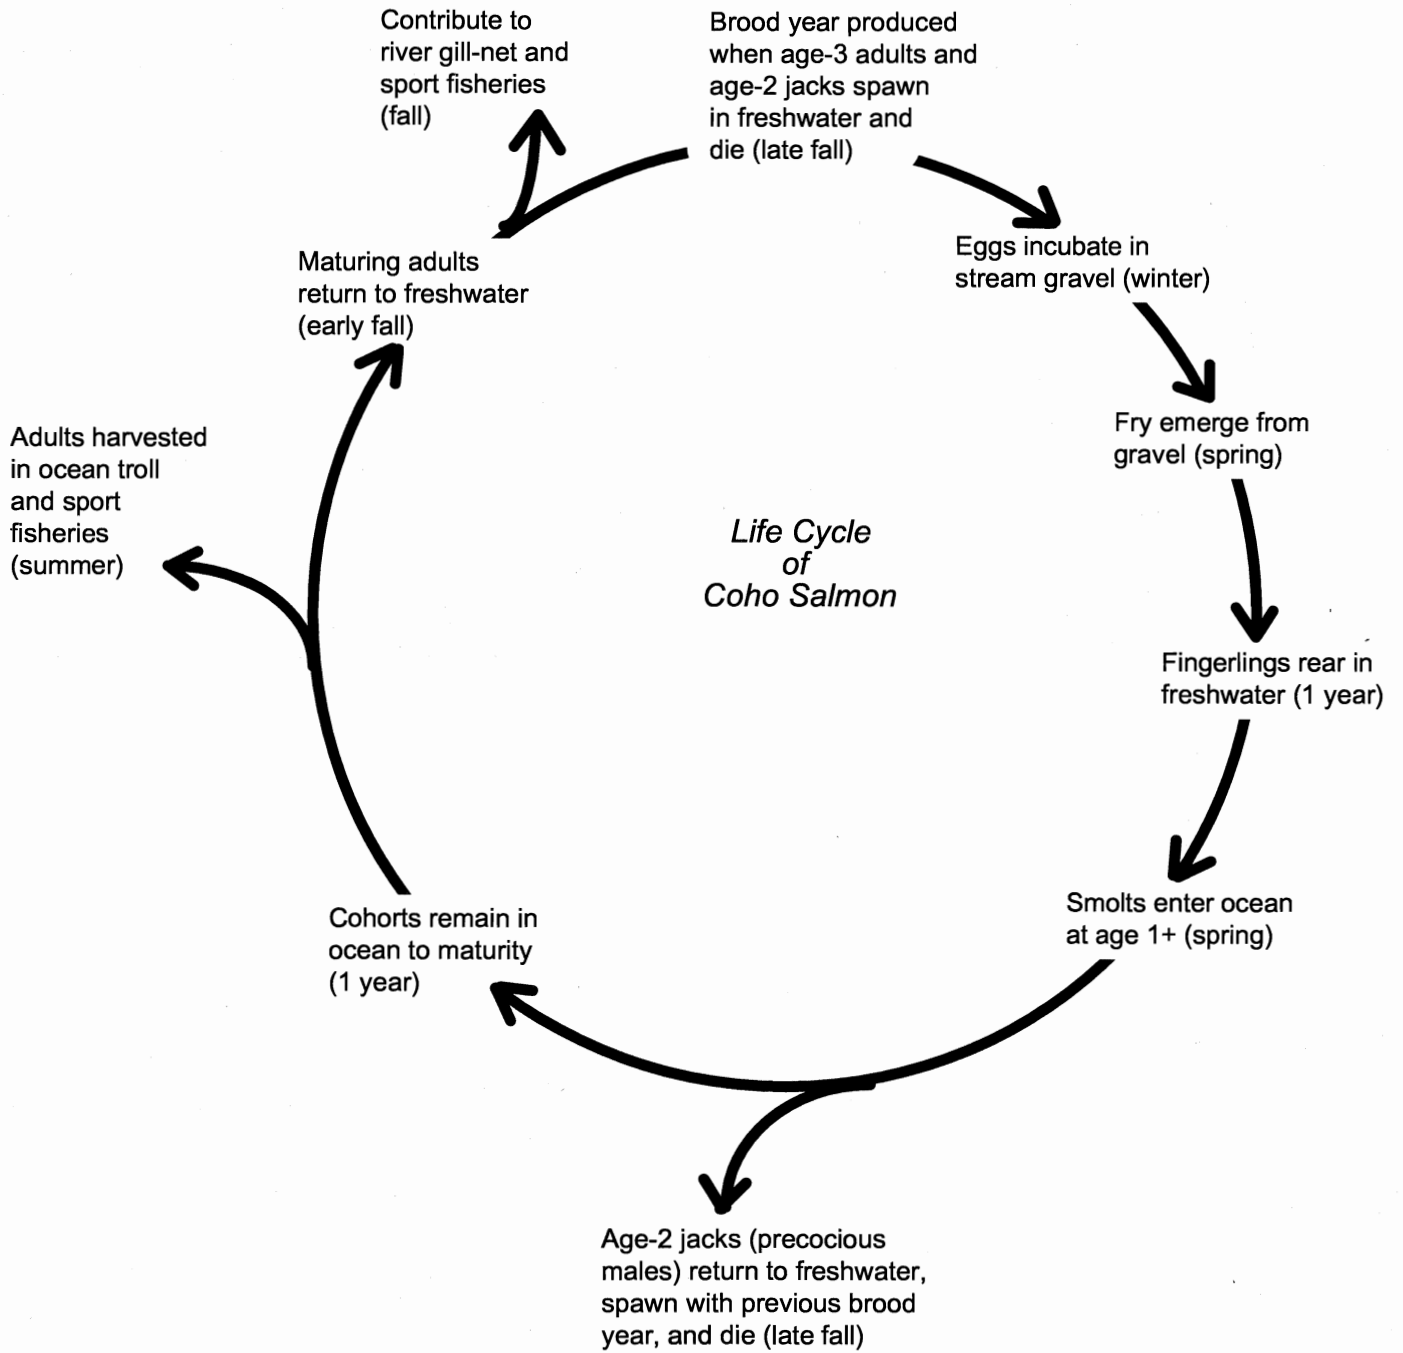 Contribute to
river gill-net and
sport fisheries
(fall)
Brood year produced
when age-3 adults and
age-2 jacks spawn
in freshwater and
die (late fall)
Eggs incubate in
stream gravel (winter)
Fry emerge from
gravel (spring)
Fingerlings rear in
freshwater (1 year)
Smolts enter ocean
at age 1+ (spring)
Age-2 jacks (precocious
males) return to freshwater,
spawn with previous brood
year, and die (late fall)
Cohorts remain in
ocean to maturity
(1 year)
Adults harvested
in ocean troll
and sport
fisheries
(summer)
Maturing adults
return to freshwater
(early fall)
Life Cycle
of
Coho Salmon